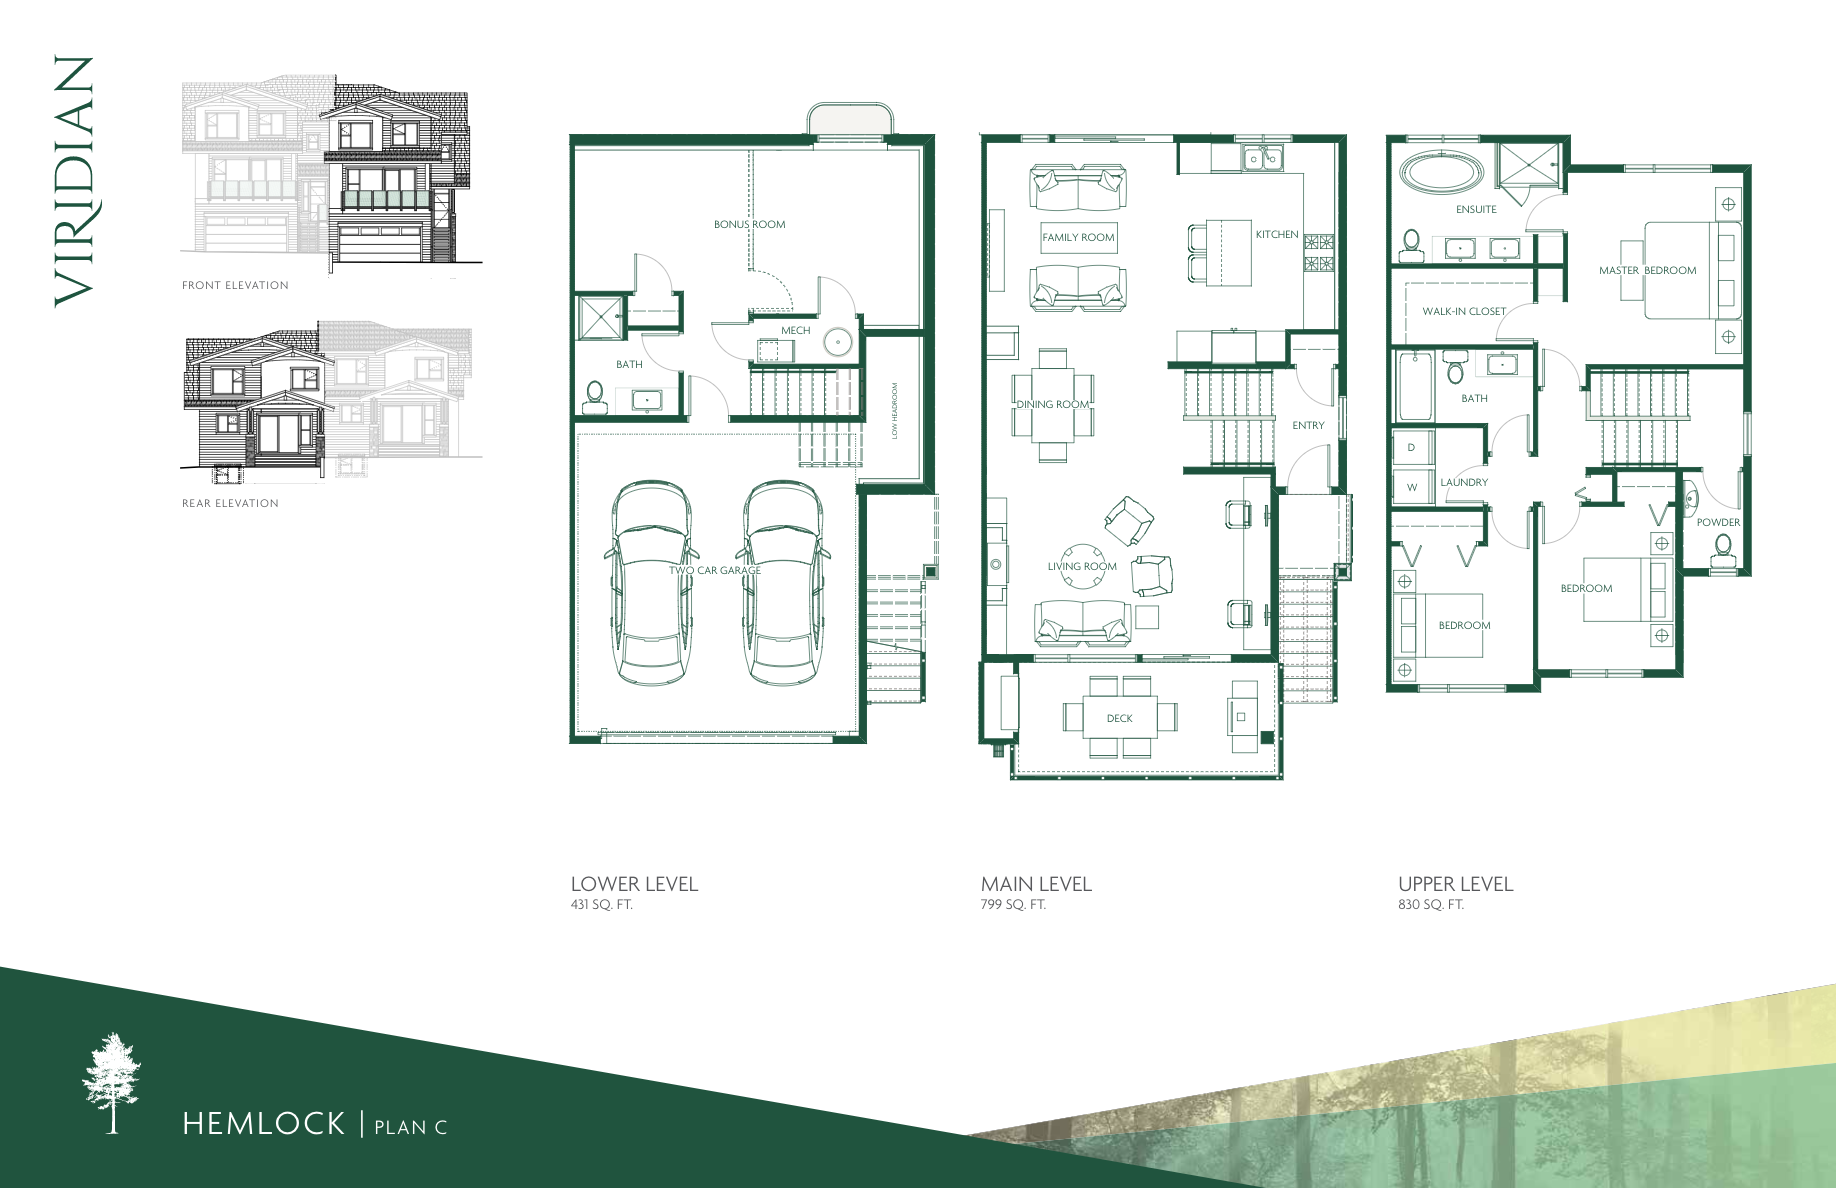 VIRIDIAN
FRONT ELEVATION
REAR ELEVATION
BONUS ROOM
MECH
BATH
LOW HEADROOM
TWO CAR GARAGE
FAMILY ROOM
KITCHEN
DINING ROOM
ENTRY
LIVING ROOM
DECK
ENSUITE
MASTER BEDROOM
WALK-IN CLOSET
BATH
D
W
LAUNDRY
POWDER
BEDROOM
BEDROOM
LOWER LEVEL
431 SQ. FT.
MAIN LEVEL
799 SQ. FT.
UPPER LEVEL
830 SQ. FT.
HEMLOCK | PLAN C